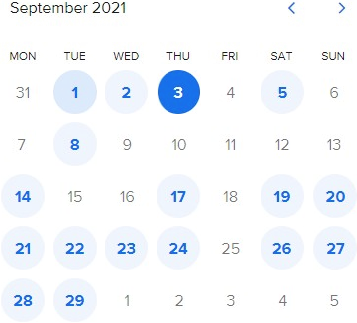 September 2021
MON TUE WED THU FRI SAT SUN
31 1 2 3 4 5 6
7 8 9 10 11 12 13
14 15 16 17 18 19 20
21 22 23 24 25 26 27
28 29 1 2 3 4 5